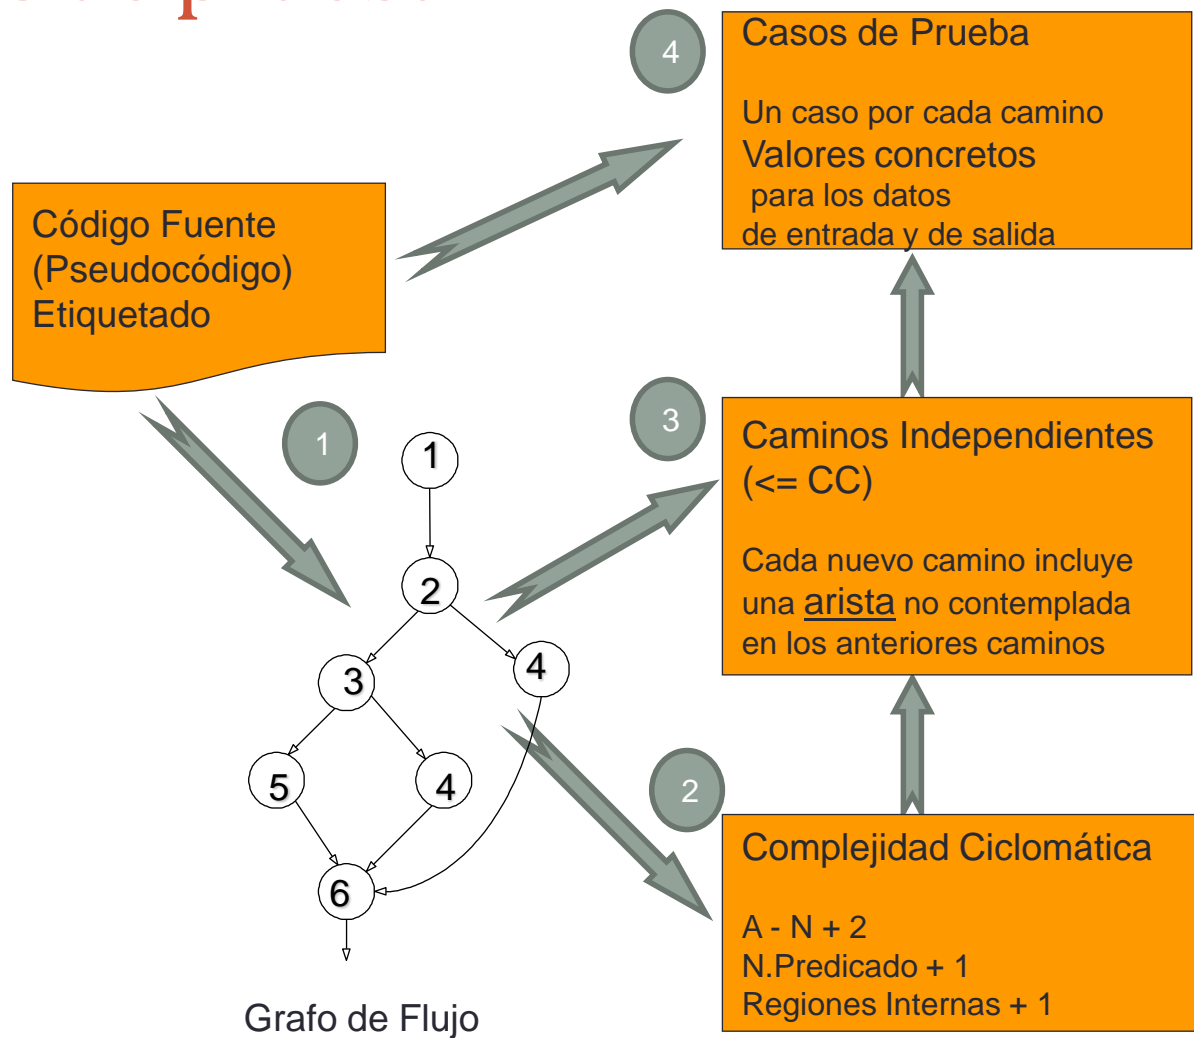 4
Casos de Prueba
Un caso por cada camino
Valores concretos
para los datos
de entrada y de salida
Código Fuente
(Pseudocódigo)
Etiquetado
1
3
Caminos Independientes
(<= CC)
Cada nuevo camino incluye
una arista no contemplada
en los anteriores caminos
1
2
3
4
5
4
6
2
Complejidad Ciclomática
A - N + 2
N.Predicado + 1
Regiones Internas + 1
Grafo de Flujo